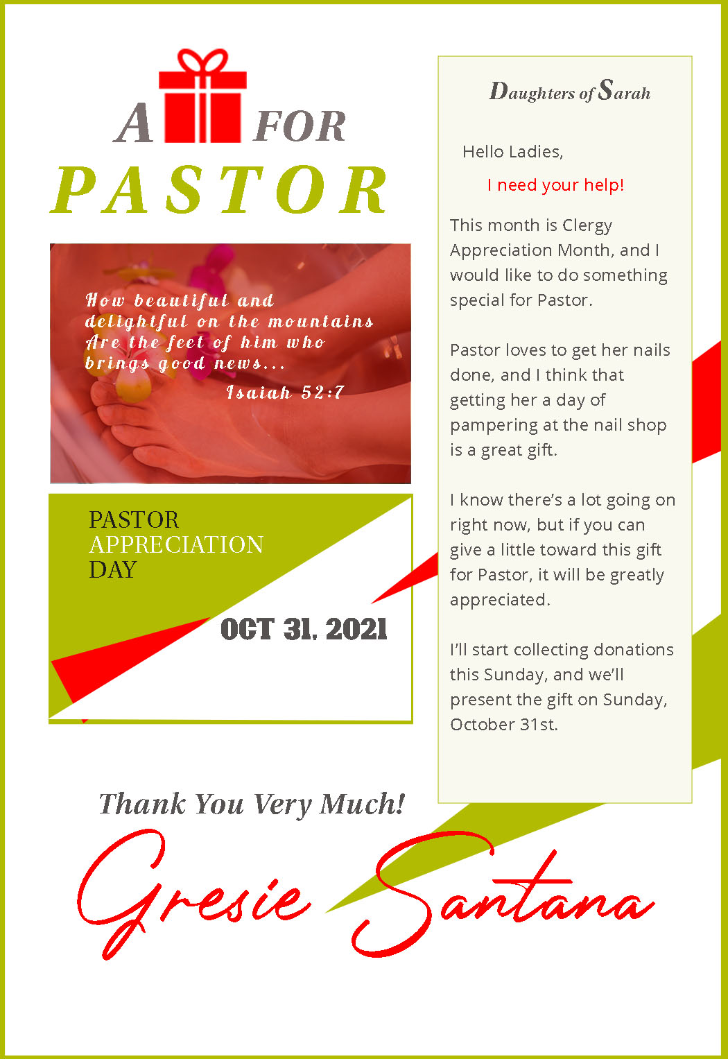 A FOR
PASTOR
How beautiful and
delightful on the mountains
Are the feet of him who
brings good news...
Isaiah 52:7
PASTOR
APPRECIATION
DAY
OCT 31, 2021
Daughters of Sarah
Hello Ladies,
I need your help!
This month is Clergy
Appreciation Month, and I
would like to do something
special for Pastor.
Pastor loves to get her nails
done, and I think that
getting her a day of
pampering at the nail shop
is a great gift.
I know there's a lot going on
right now, but if you can
give a little toward this gift
for Pastor, it will be greatly
appreciated.
I'll start collecting donations
this Sunday, and we'll
present the gift on Sunday,
October 31st.
Thank You Very Much!
Gresie Santana